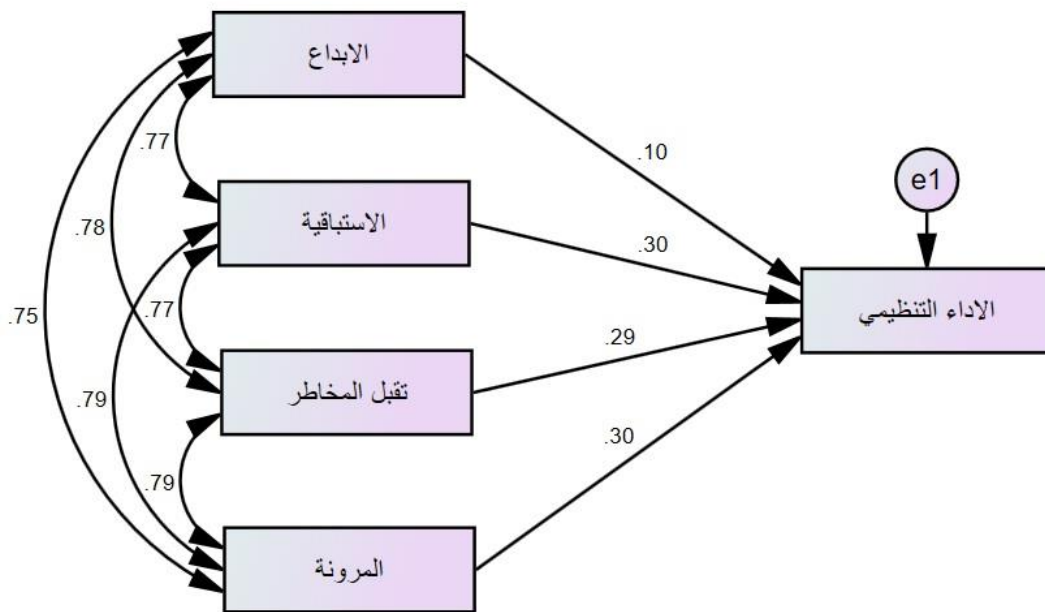 الابداع
.10
.77
e1
الاستباقية
.78
.30
الاداء التنظيمي
.75
.77
.29
تقبل المخاطر
.79
.30
.79
المرونة